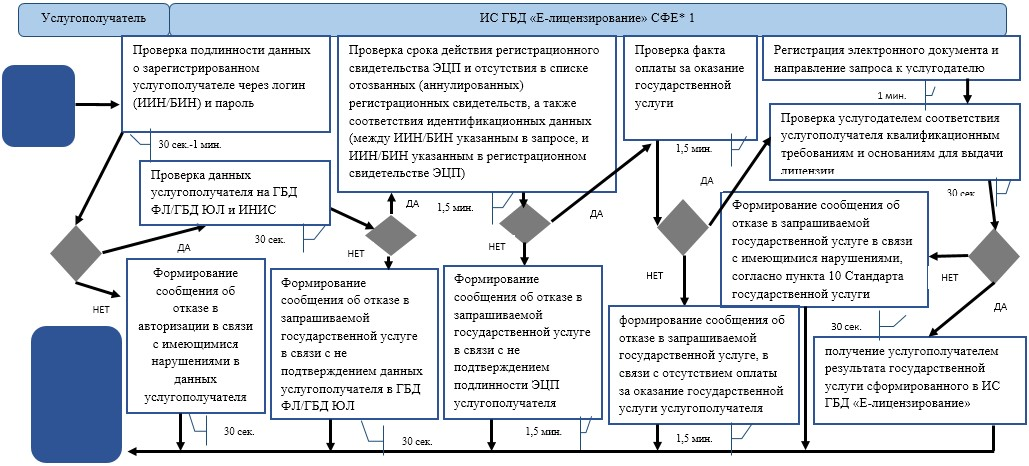 Услугополучатель
ИС ГБД «Е-лицензирование» СФЕ* 1
Проверка подлинности данных
о зарегистрированном
услугополучателе через логин
(ИИН/БИН) и пароль
30 сек.-1 мин.
Проверка данных
услугополучателя на ГБД
ФЛ/ГБД ЮЛ и ИНИС
30 сек.
ДА
НЕТ
Формирование
сообщения об
отказе в
авторизации в связи
с имеющимися
нарушениями в
данных
услугополучателя
30 сек.
Проверка срока действия регистрационного
свидетельства ЭЦП и отсутствия в списке
отозванных (аннулированных)
регистрационных свидетельств, а также
соответствия идентификационных данных
(между ИИН/БИН указанным в запросе, и
ИИН/БИН указанным в регистрационном
свидетельстве ЭЦП)
1,5 мин.
ДА
НЕТ
Формирование
сообщения об отказе в
запрашиваемой
государственной услуге
в связи с не
подтверждением данных
услугополучателя в ГБД
ФЛ/ГБД ЮЛ
30 сек.
ДА
НЕТ
Формирование
сообщения об отказе в
запрашиваемой
государственной услуге
в связи с не
подтверждением
подлинности ЭЦП
услугополучателя
1,5 мин.
Проверка факта
оплаты за оказание
государственной
услуги
1,5 мин.
ДА
НЕТ
формирование сообщения об
отказе в запрашиваемой
государственной услуге, в
связи с отсутствием оплаты
за оказание государственной
услуги услугополучателя
1,5 мин.
Регистрация электронного документа и
направление запроса к услугодателю
1 мин.
Проверка услугодателем соответствия
услугополучателя квалификационным
требованиям и основаниям для выдачи
лицензии
30 сек.
Формирование сообщения об
отказе в запрашиваемой
государственной услуге в связи
с имеющимися нарушениями,
согласно пункта 10 Стандарта
государственной услуги
НЕТ
ДА
30 сек.
получение услугополучателем
результата государственной
услуги сформированного в ИС
ГБД «Е-лицензирование»